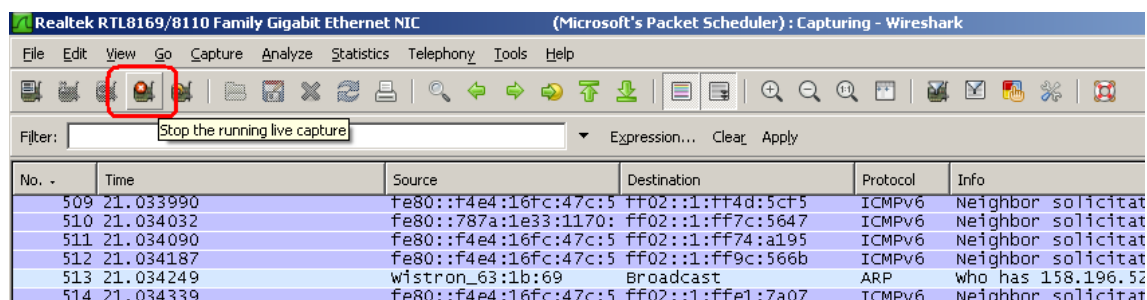 Realtek RTL8169/8110 Family Gigabit Ethernet NIC (Microsoft's Packet Scheduler) : Capturing - Wireshark
File Edit View Go Capture Analyze Statistics Telephony Tools Help
Stop the running live capture
Filter: Expression... Clear Apply
No. - Time Source Destination Protocol Info
509 21.033990 fe80::f4e4:16fc:47c:5 ff02::1:ff4d:5cf5 ICMPv6 Neighbor solicitat
510 21.034032 fe80::787a:1e33:1170: ff02::1:ff7c:5647 ICMPv6 Neighbor solicitat
511 21.034090 fe80::f4e4:16fc:47c:5 ff02::1:ff74:a195 ICMPv6 Neighbor solicitat
512 21.034187 fe80::f4e4:16fc:47c:5 ff02::1:ff9c:566b ICMPv6 Neighbor solicitat
513 21.034249 Wistron_63:1b:69 Broadcast ARP who has 158.196.52
514 21.034339 fe80::f4e4:16fc:47c:5 ff02::1:ffe1:7a07 ICMPv6 Neighbor solicitat